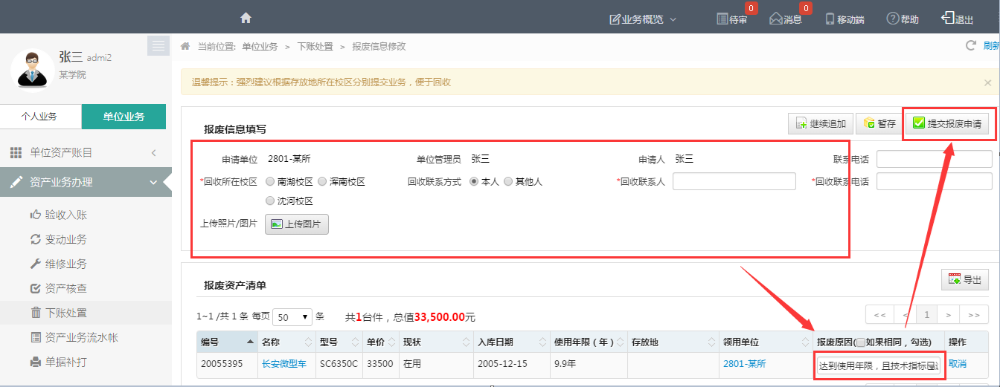 业务概览 待审 0 消息 0 移动端 帮助 退出
张三 admi2
某学院
当前位置: 单位业务 > 下账处置 > 报废信息修改 刷新
温馨提示：强烈建议根据存放地所在校区分别提交业务，便于回收 ×
个人业务 单位业务
单位资产账目
资产业务办理
验收入账
变动业务
维修业务
资产核查
下账处置
资产业务流水帐
单据补打
报废信息填写 继续追加 暂存 提交报废申请
申请单位 2801-某所 单位管理员 张三 申请人 张三 联系电话
*回收所在校区 南湖校区 浑南校区 回收联系方式 本人 其他人 *回收联系人 *回收联系电话
沈河校区
上传照片/图片 上传图片
报废资产清单 导出
1~1 /共 1 条 每页 50 条 共1台件，总值33,500.00元 << < 1 > >>
编号 名称 型号 单价 现状 入库日期 使用年限（年） 存放地 领用单位 报废原因(如果相同，勾选) 操作
20055395 长安微型车 SC6350C 33500 在用 2005-12-15 9.9年 2801-某所 达到使用年限，且技术指标已 取消